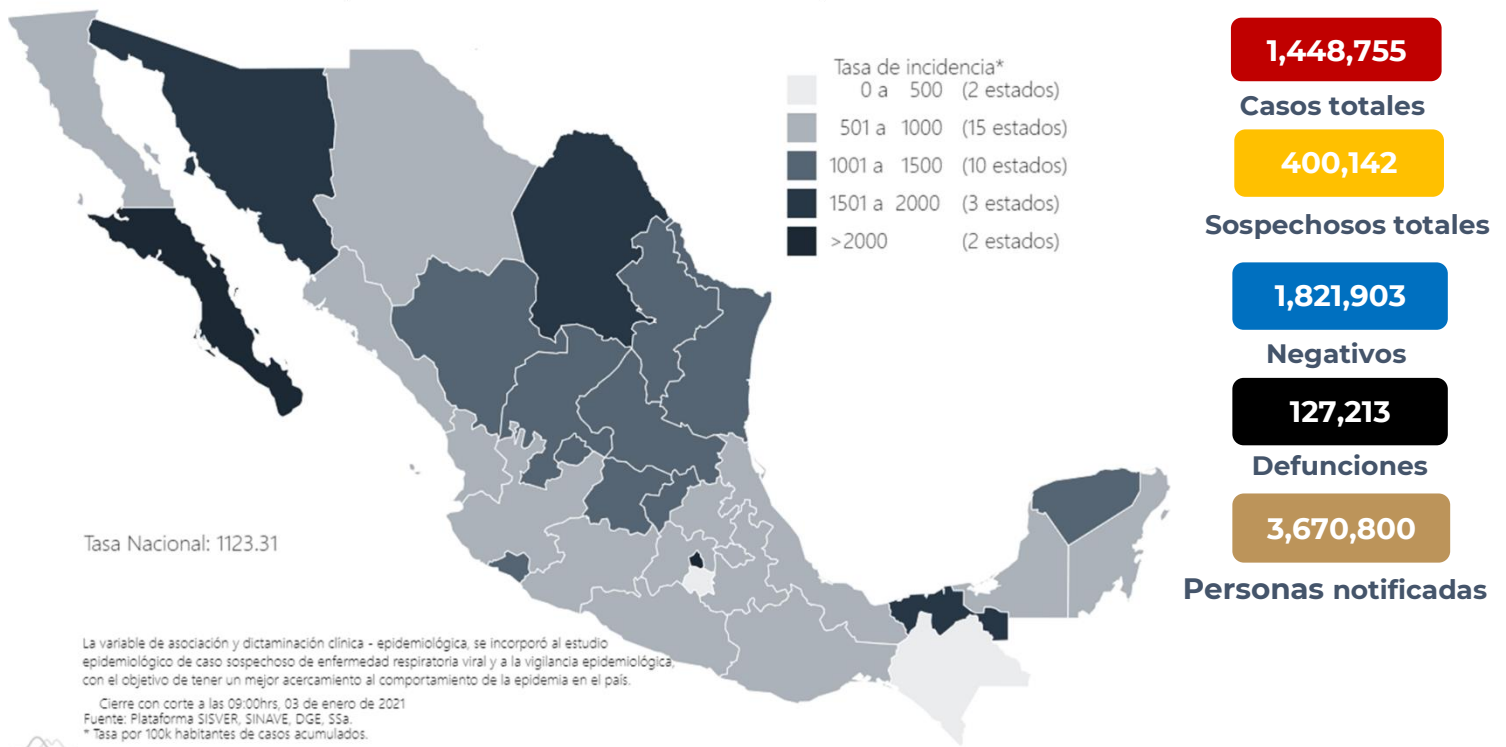 Tasa de incidencia*
0 a 500 (2 estados)
501 a 1000 (15 estados)
1001 a 1500 (10 estados)
1501 a 2000 (3 estados)
>2000 (2 estados)
1,448,755
Casos totales
400,142
Sospechosos totales
1,821,903
Negativos
127,213
Defunciones
3,670,800
Personas notificadas
Tasa Nacional: 1123.31
La variable de asociación y dictaminación clínica - epidemiológica, se incorporó al estudio
epidemiológico de caso sospechoso de enfermedad respiratoria viral y a la vigilancia epidemiológica,
con el objetivo de tener un mejor acercamiento al comportamiento de la epidemia en el país.
Cierre con corte a las 09:00hrs, 03 de enero de 2021
Fuente: Plataforma SISVER, SINAVE, DGE, SSa.
* Tasa por 100k habitantes de casos acumulados.